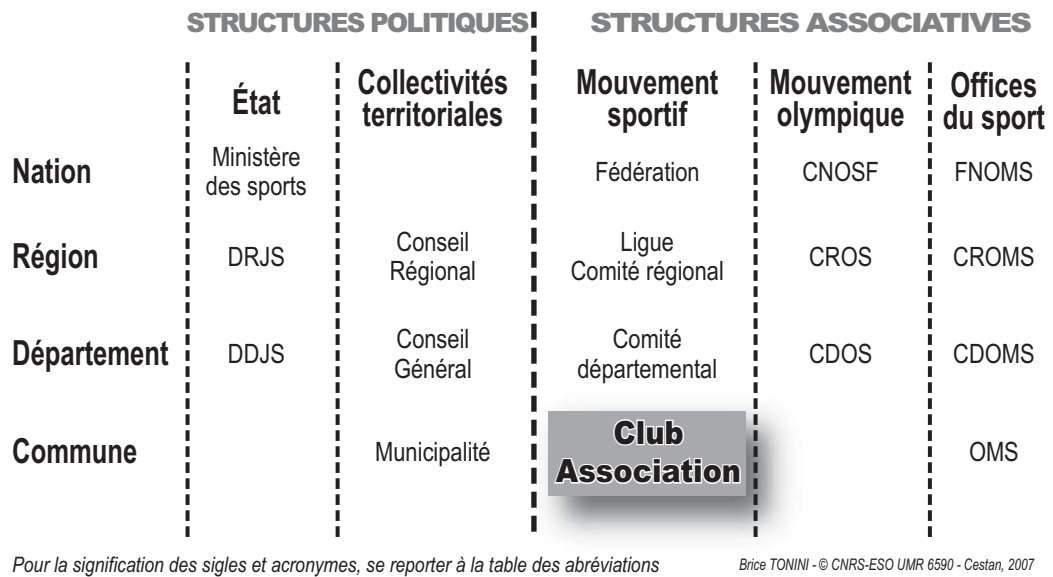 STRUCTURES POLITIQUES STRUCTURES ASSOCIATIVES
État Collectivités territoriales Mouvement sportif Mouvement olympique Offices du sport
Nation Ministère des sports Fédération CNOSF FNOMS
Région DRJS Conseil Régional Ligue Comité régional CROS CROMS
Département DDJS Conseil Général Comité départemental CDOS CDOMS
Commune Municipalité Club Association OMS
Pour la signification des sigles et acronymes, se reporter à la table des abréviations
Brice TONINI - © CNRS-ESO UMR 6590 - Cestan, 2007